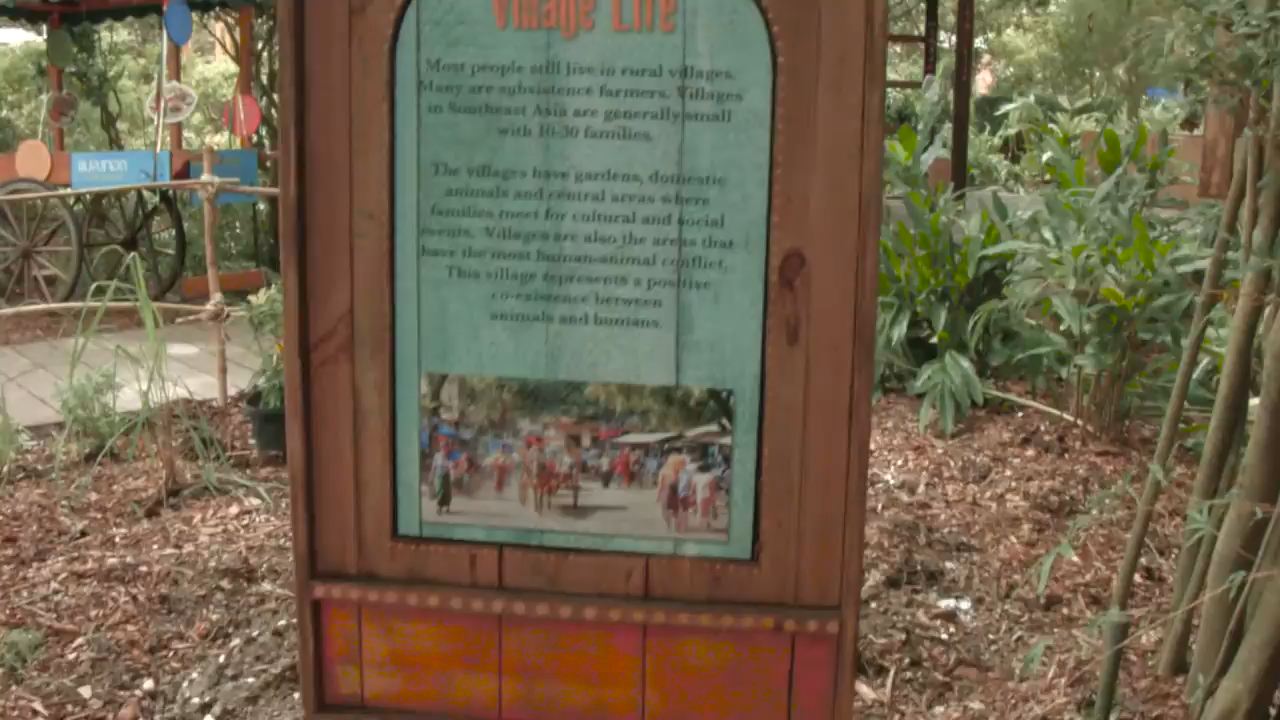 Village Life
Most people still live in rural villages.
Many are subsistence farmers. Villages
in Southeast Asia are generally small
with 10-30 families.
The villages have gardens, domestic
animals and central areas where
families meet for cultural and social
events. Villages are also the areas that
have the most human-animal conflict.
This village represents a positive
co-existence between
animals and humans.